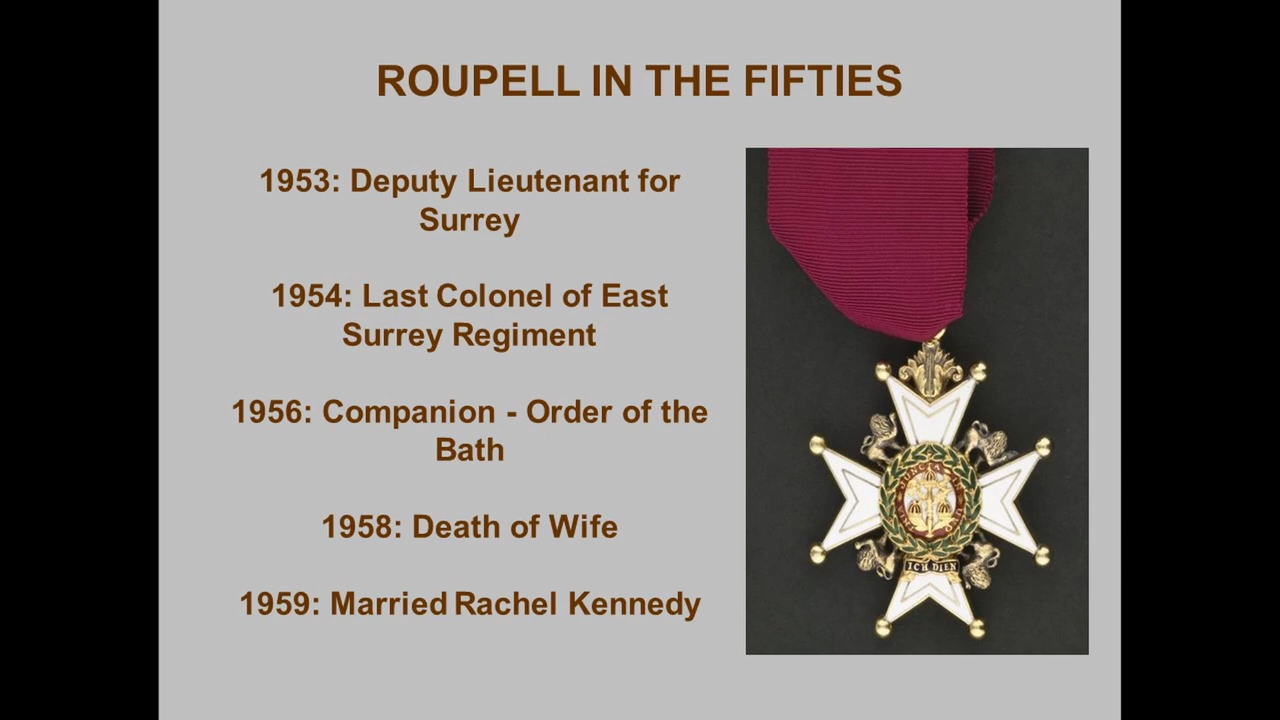 ROUPELL IN THE FIFTIES
1953: Deputy Lieutenant for
Surrey
1954: Last Colonel of East
Surrey Regiment
1956: Companion - Order of the
Bath
1958: Death of Wife
1959: Married Rachel Kennedy
ICH DIEN